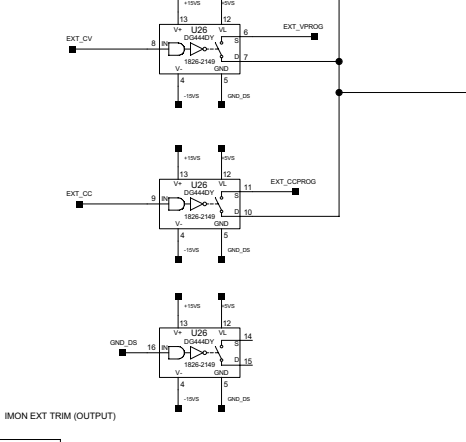 +15VS +5VS
13 12
V+ U26 VL
DG444DY
EXT_CV 8 IN S 6 EXT_VPROG
D 7
1826-2149
V- GND
4 5
-15VS GND_DS
+15VS +5VS
13 12
V+ U26 VL
DG444DY
EXT_CC 9 IN S 11 EXT_CCPROG
D 10
1826-2149
V- GND
4 5
-15VS GND_DS
+15VS +5VS
13 12
V+ U26 VL
DG444DY
GND_DS 16 IN S 14
D 15
1826-2149
V- GND
4 5
-15VS GND_DS
IMON EXT TRIM (OUTPUT)